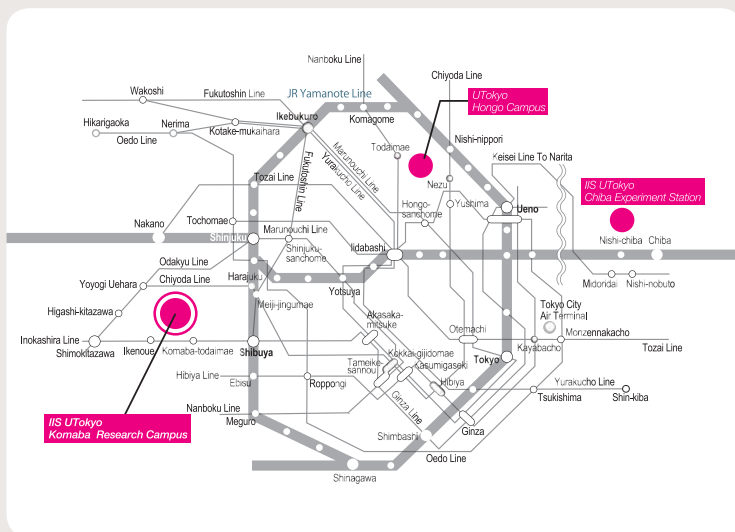 Nanboku Line
Chiyoda Line
Wakoshi
Fukutoshin Line
JR Yamanote Line
UTokyo
Hongo Campus
Ikebukuro
Komagome
Hikarigaoka
Nerima
Kotake-mukaihara
Oedo Line
Todaimae
Nishi-nippori
Marunouchi Line
Yurakucho Line
Fukutoshin Line
Keisei Line To Narita
Tozai Line
Nezu
IIS UTokyo
Chiba Experiment Station
Hongo-
sanchome
Yushima
Ueno
Nakano
Tochomae
Marunouchi Line
Shinjuku
Shinjuku-
sanchome
Iidabashi
Nishi-chiba
Chiba
Odakyu Line
Harajuku
Yoyogi Uehara
Chiyoda Line
Yotsuya
Midoridai
Nishi-nobuto
Meiji-jingumae
Higashi-kitazawa
Akasaka-
mitsuke
Tokyo City
Air Terminal
Otemachi
Monzennakacho
Inokashira Line
Shimokitazawa
Ikenoue
Komaba-todaimae
Shibuya
Kokkai-gijidomae
Kasumigaseki
Tokyo
Kayabacho
Tozai Line
Tameike-
sannou
Hibiya Line
Ebisu
Roppongi
Hibiya
Yurakucho Line
Tsukishima
Shin-kiba
Nanboku Line
Meguro
Ginza Line
IIS UTokyo
Komaba Research Campus
Shimbashi
Ginza
Oedo Line
Shinagawa